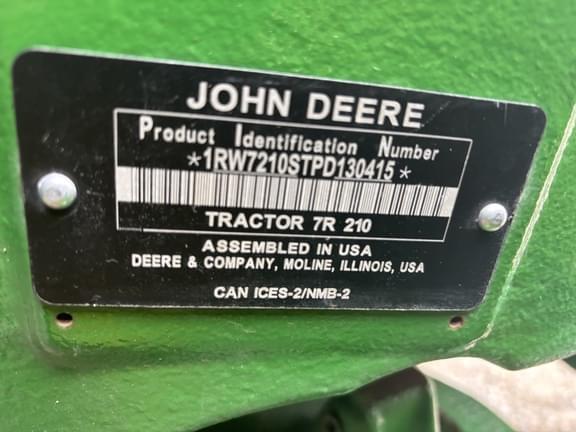 JOHN DEERE
Product Identification Number
*1RW7210STPD130415*
TRACTOR 7R 210
ASSEMBLED IN USA
DEERE & COMPANY, MOLINE, ILLINOIS, USA
CAN ICES-2/NMB-2